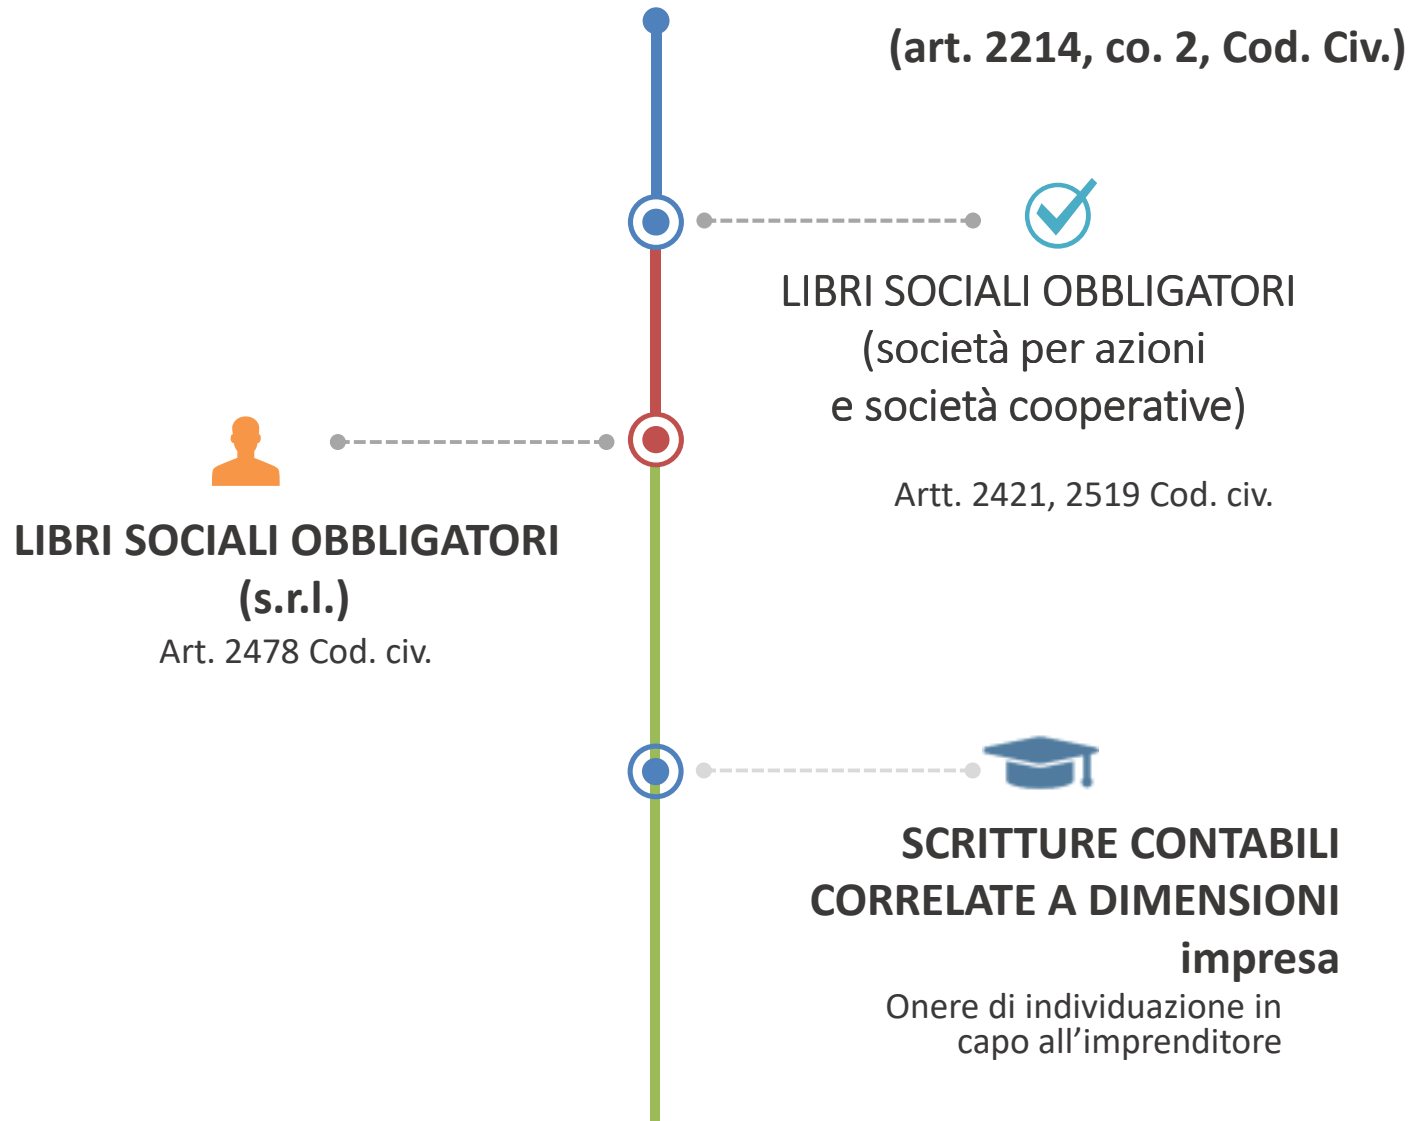 (art. 2214, co. 2, Cod. Civ.)
LIBRI SOCIALI OBBLIGATORI
(società per azioni
e società cooperative)
Artt. 2421, 2519 Cod. civ.
LIBRI SOCIALI OBBLIGATORI
(s.r.l.)
Art. 2478 Cod. civ.
SCRITTURE CONTABILI
CORRELATE A DIMENSIONI
impresa
Onere di individuazione in
capo all’imprenditore